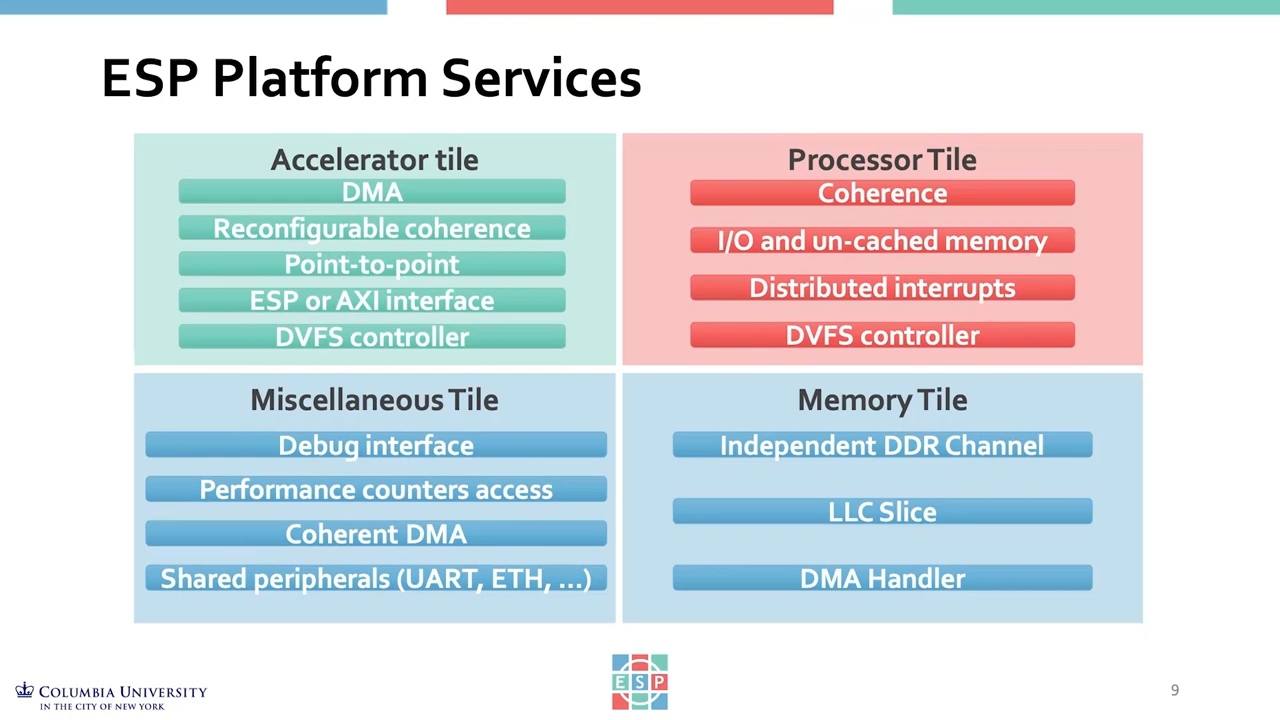 ESP Platform Services
Accelerator tile
DMA
Reconfigurable coherence
Point-to-point
ESP or AXI interface
DVFS controller
Processor Tile
Coherence
I/O and un-cached memory
Distributed interrupts
DVFS controller
Miscellaneous Tile
Debug interface
Performance counters access
Coherent DMA
Shared peripherals (UART, ETH, ...)
Memory Tile
Independent DDR Channel
LLC Slice
DMA Handler
COLUMBIA UNIVERSITY
IN THE CITY OF NEW YORK
ESP
9